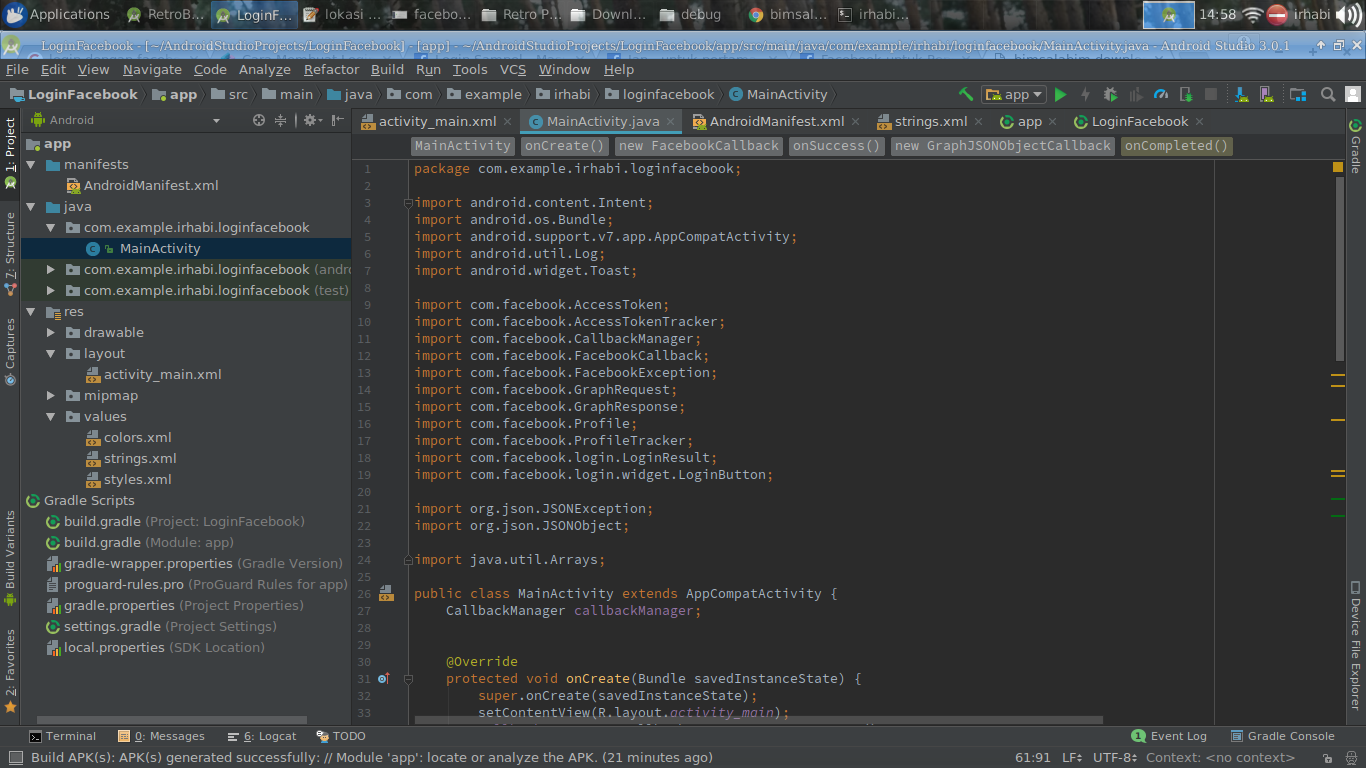 Applications RetroB... LoginF... lokasi ... facebo... Retro P... Downl... debug bimsal... irhabi... 14:58 irhabi
LoginFacebook - [~/AndroidStudioProjects/LoginFacebook] - [app] - ~/AndroidStudioProjects/LoginFacebook/app/src/main/java/com/example/irhabi/loginfacebook/MainActivity.java - Android Studio 3.0.1
File Edit View Navigate Code Analyze Refactor Build Run Tools VCS Window Help
LoginFacebook app src main java com example irhabi loginfacebook MainActivity app
Android
activity_main.xml MainActivity.java AndroidManifest.xml strings.xml app LoginFacebook
MainActivity onCreate() new FacebookCallback onSuccess() new GraphJSONObjectCallback onCompleted()
1: Project
7: Structure
Captures
Build Variants
2: Favorites
app
manifests
AndroidManifest.xml
java
com.example.irhabi.loginfacebook
MainActivity
com.example.irhabi.loginfacebook (andro
com.example.irhabi.loginfacebook (test)
res
drawable
layout
activity_main.xml
mipmap
values
colors.xml
strings.xml
styles.xml
Gradle Scripts
build.gradle (Project: LoginFacebook)
build.gradle (Module: app)
gradle-wrapper.properties (Gradle Version)
proguard-rules.pro (ProGuard Rules for app)
gradle.properties (Project Properties)
settings.gradle (Project Settings)
local.properties (SDK Location)
1 package com.example.irhabi.loginfacebook;
2
3 import android.content.Intent;
4 import android.os.Bundle;
5 import android.support.v7.app.AppCompatActivity;
6 import android.util.Log;
7 import android.widget.Toast;
8
9 import com.facebook.AccessToken;
10 import com.facebook.AccessTokenTracker;
11 import com.facebook.CallbackManager;
12 import com.facebook.FacebookCallback;
13 import com.facebook.FacebookException;
14 import com.facebook.GraphRequest;
15 import com.facebook.GraphResponse;
16 import com.facebook.Profile;
17 import com.facebook.ProfileTracker;
18 import com.facebook.login.LoginResult;
19 import com.facebook.login.widget.LoginButton;
20
21 import org.json.JSONException;
22 import org.json.JSONObject;
23
24 import java.util.Arrays;
25
26 public class MainActivity extends AppCompatActivity {
27 CallbackManager callbackManager;
28
29
30 @Override
31 protected void onCreate(Bundle savedInstanceState) {
32 super.onCreate(savedInstanceState);
33 setContentView(R.layout.activity_main);
Gradle
Device File Explorer
Terminal 0: Messages 6: Logcat TODO 1 Event Log Gradle Console
Build APK(s): APK(s) generated successfully: // Module 'app': locate or analyze the APK. (21 minutes ago) 61:91 LF UTF-8 Context: <no context>